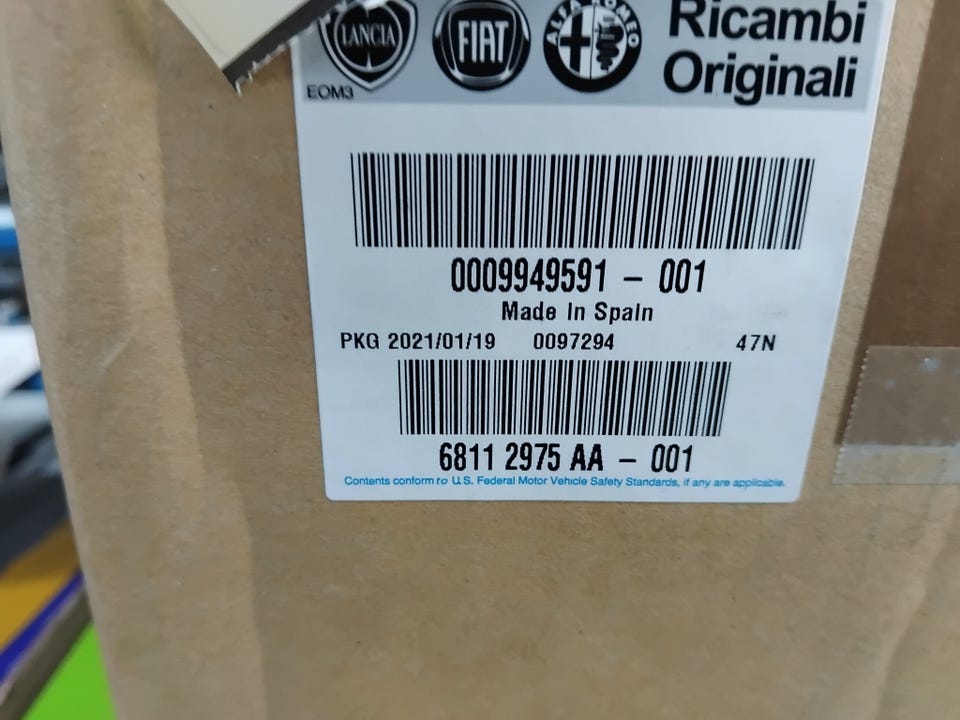 LANCIA
FIAT
ALFA ROMEO
Ricambi
Originali
EOM3
0009949591 - 001
Made In Spain
PKG 2021/01/19 0097294 47N
6811 2975 AA - 001
Contents conform to U.S. Federal Motor Vehicle Safety Standards, if any are applicable.